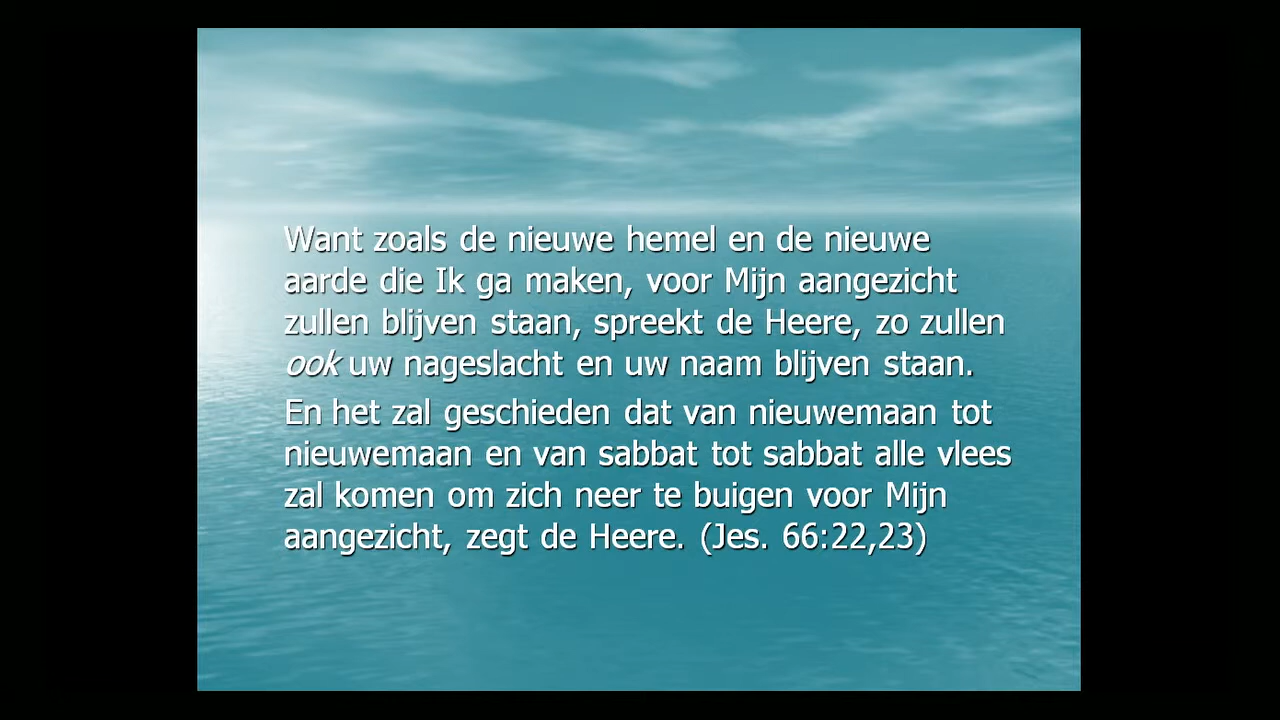 Want zoals de nieuwe hemel en de nieuwe
aarde die Ik ga maken, voor Mijn aangezicht
zullen blijven staan, spreekt de Heere, zo zullen
ook uw nageslacht en uw naam blijven staan.
En het zal geschieden dat van nieuwemaan tot
nieuwemaan en van sabbat tot sabbat alle vlees
zal komen om zich neer te buigen voor Mijn
aangezicht, zegt de Heere. (Jes. 66:22,23)